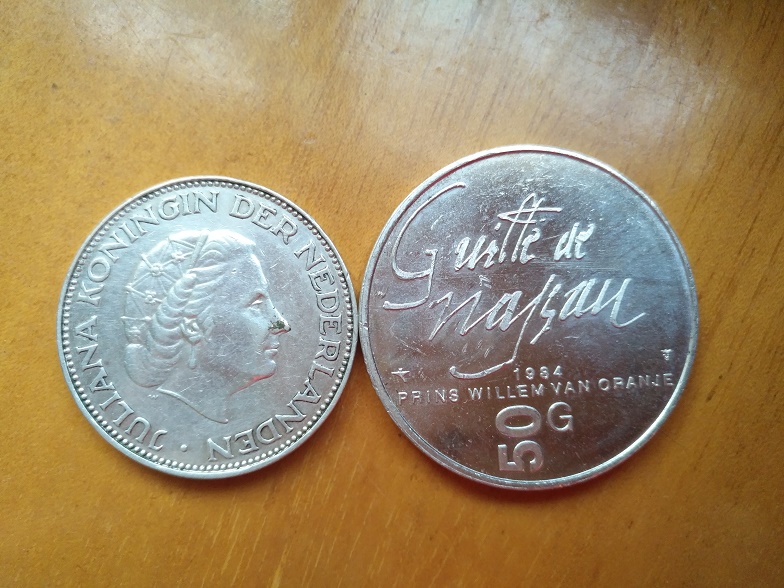 JULIANA KONINGIN DER NEDERLANDEN ·
Guille de
Nassau
1984
PRINS WILLEM VAN ORANJE
50 G